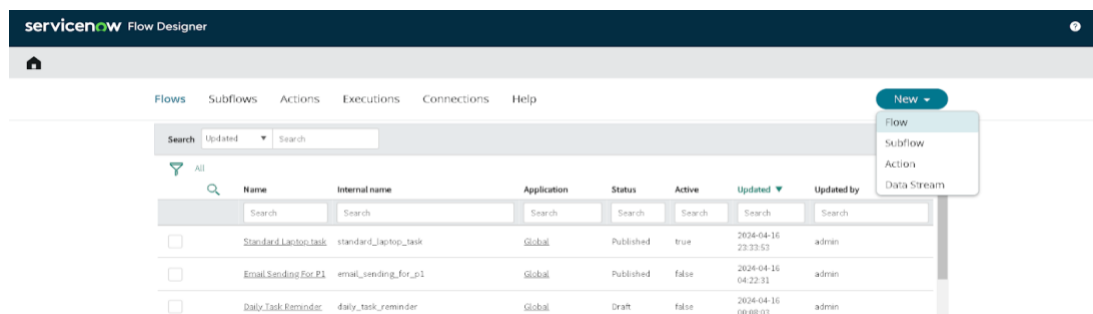 servicenow Flow Designer
Flows Subflows Actions Executions Connections Help New
Flow
Subflow
Action
Data Stream
Search Updated Search
All
Name Internal name Application Status Active Updated Updated by
Search Search Search Search Search Search Search
Standard Laptop task standard_laptop_task Global Published true 2024-04-16 23:33:53 admin
Email Sending For P1 email_sending_for_p1 Global Published false 2024-04-16 04:22:31 admin
Daily Task Reminder daily_task_reminder Global Draft false 2024-04-16 admin